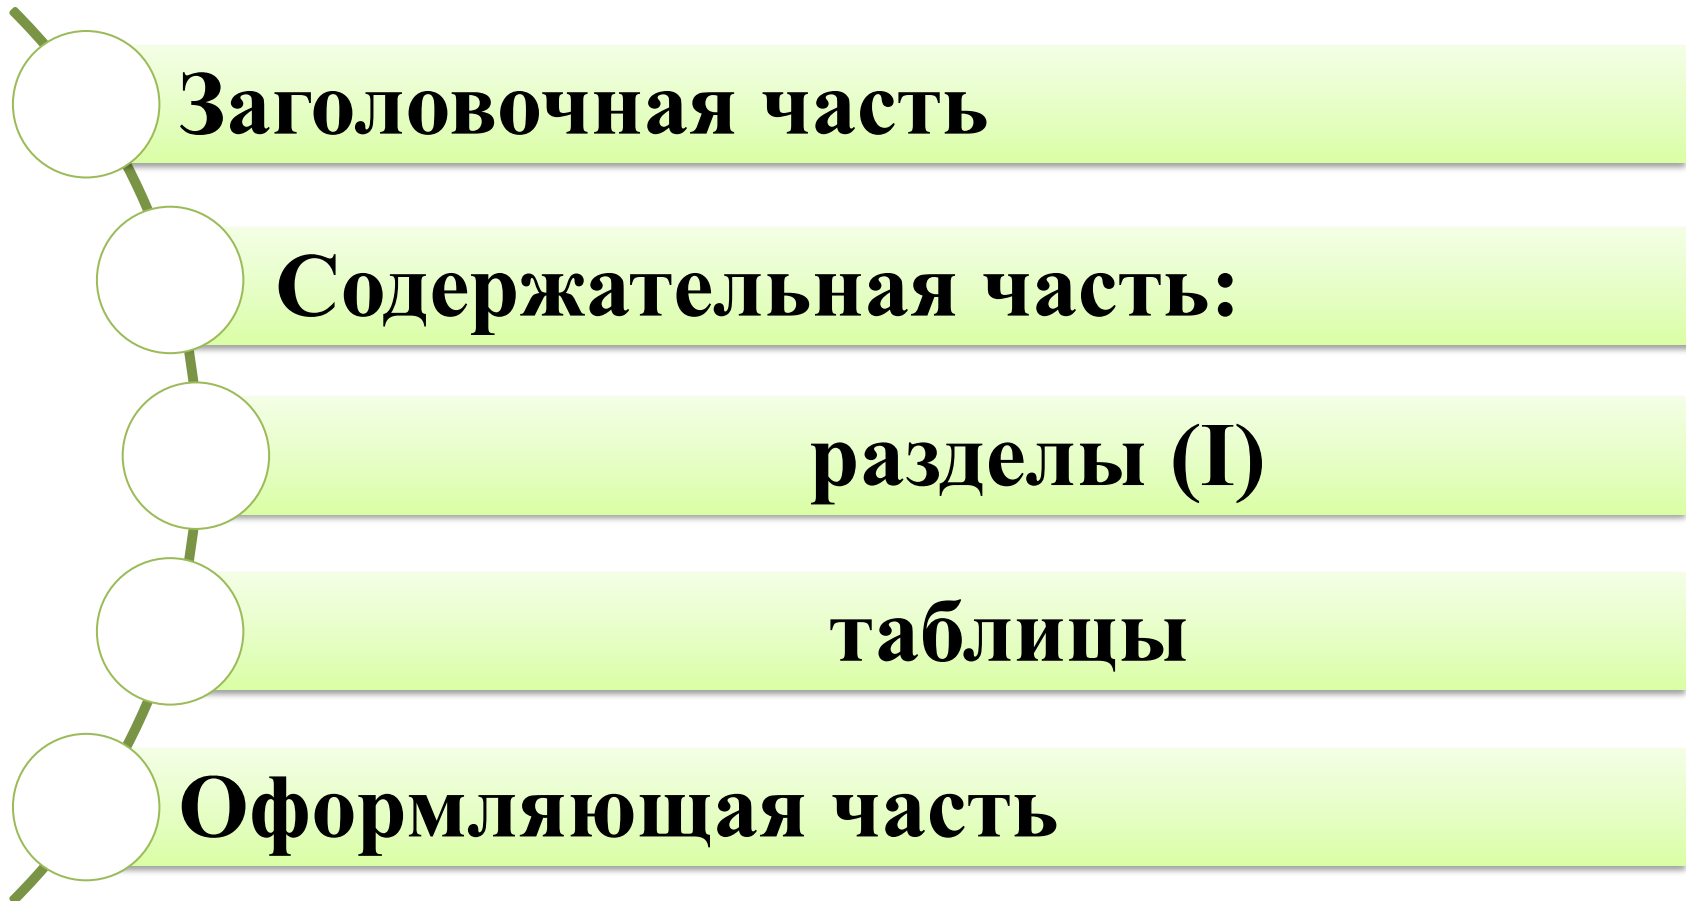 Заголовочная часть
Содержательная часть:
разделы (I)
таблицы
Оформляющая часть